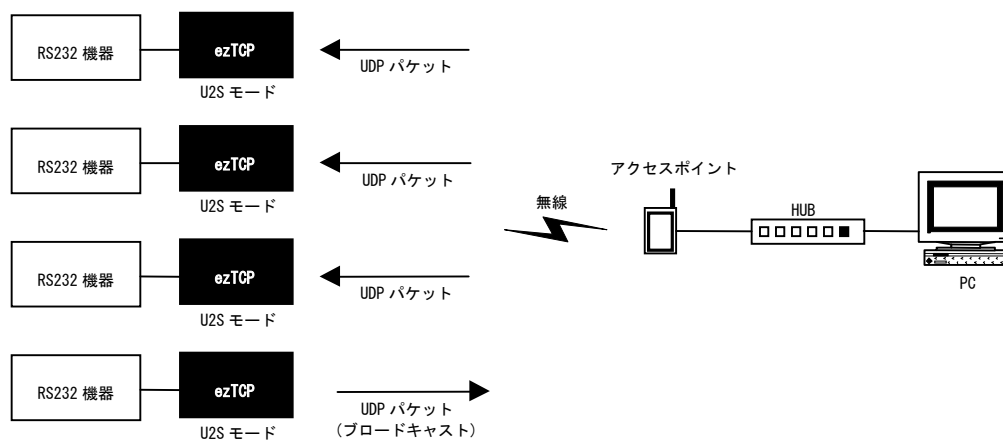 RS232 機器
ezTCP
UDP パケット
U2S モード
RS232 機器
ezTCP
UDP パケット
U2S モード
アクセスポイント
無線
HUB
PC
RS232 機器
ezTCP
UDP パケット
U2S モード
RS232 機器
ezTCP
UDP パケット
(ブロードキャスト)
U2S モード